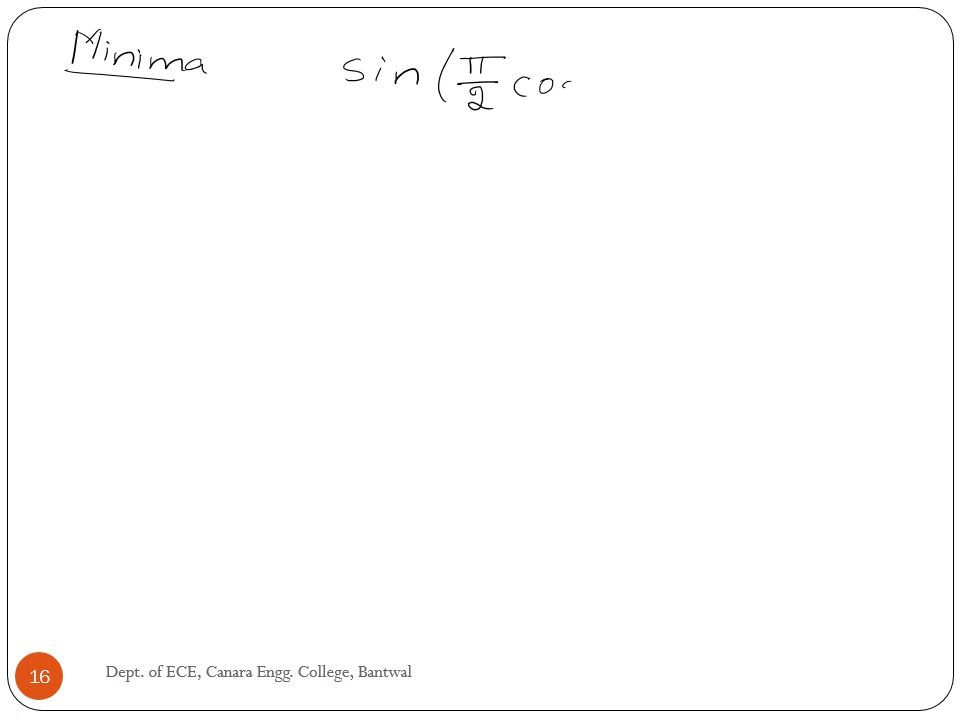 Minima
sin (π/2 co
16
Dept. of ECE, Canara Engg. College, Bantwal